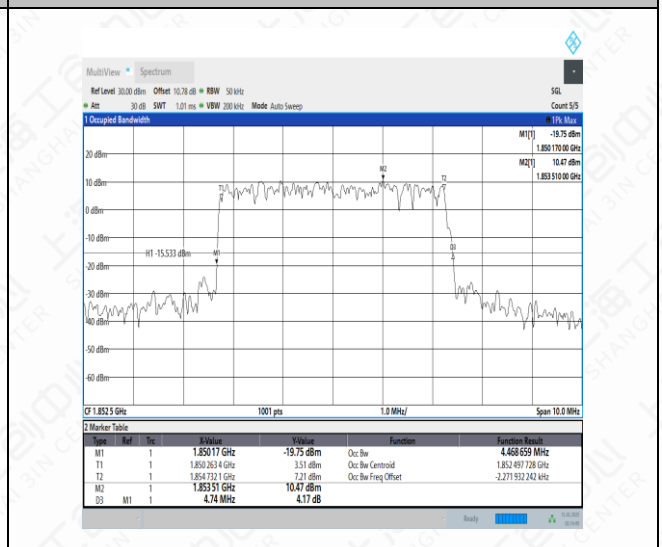 MultiView Spectrum
Ref Level 30.00 dBm Offset 10.78 dB RBW 50 kHz SGL
Att 30 dB SWT 1.01 ms VBW 200 kHz Mode Auto Sweep Count 5/5
1 Occupied Bandwidth 1Pk Max
M1[1] -19.75 dBm
1.850 170 00 GHz
M2[1] 10.47 dBm
1.853 510 00 GHz
20 dBm
M2
10 dBm
T1
T2
0 dBm
-10 dBm
H1 -15.533 dBm
M1
D3
-20 dBm
-30 dBm
-40 dBm
-50 dBm
-60 dBm
CF 1.852 5 GHz 1001 pts 1.0 MHz/ Span 10.0 MHz
2 Marker Table
Type Ref Trc X-Value Y-Value Function Function Result
M1 1 1.850 17 GHz -19.75 dBm Occ Bw 4.468 659 MHz
T1 1 1.850 263 4 GHz 3.51 dBm Occ Bw Centroid 1.852 497 728 GHz
T2 1 1.854 732 1 GHz 7.21 dBm Occ Bw Freq Offset -2.271 932 242 kHz
M2 1 1.853 51 GHz 10.47 dBm
D3 M1 1 4.74 MHz 4.17 dB
Ready